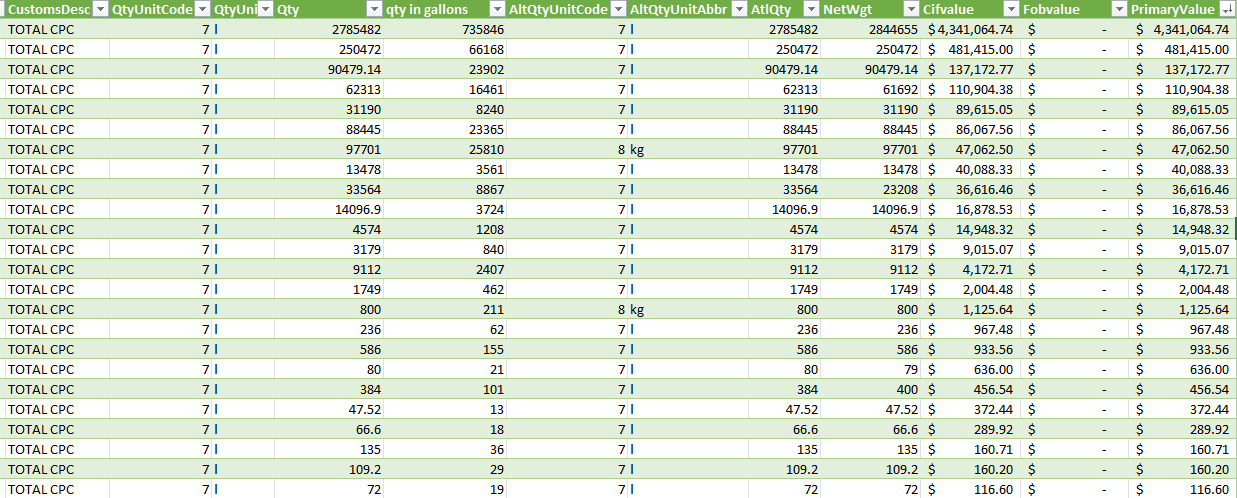 CustomsDesc QtyUnitCode QtyUni Qty qty in gallons AltQtyUnitCode AltQtyUnitAbbr AtlQty NetWgt Cifvalue Fobvalue PrimaryValue
TOTAL CPC 7 l 2785482 735846 7 l 2785482 2844655 $ 4,341,064.74 $ - $ 4,341,064.74
TOTAL CPC 7 l 250472 66168 7 l 250472 250472 $ 481,415.00 $ - $ 481,415.00
TOTAL CPC 7 l 90479.14 23902 7 l 90479.14 90479.14 $ 137,172.77 $ - $ 137,172.77
TOTAL CPC 7 l 62313 16461 7 l 62313 61692 $ 110,904.38 $ - $ 110,904.38
TOTAL CPC 7 l 31190 8240 7 l 31190 31190 $ 89,615.05 $ - $ 89,615.05
TOTAL CPC 7 l 88445 23365 7 l 88445 88445 $ 86,067.56 $ - $ 86,067.56
TOTAL CPC 7 l 97701 25810 8 kg 97701 97701 $ 47,062.50 $ - $ 47,062.50
TOTAL CPC 7 l 13478 3561 7 l 13478 13478 $ 40,088.33 $ - $ 40,088.33
TOTAL CPC 7 l 33564 8867 7 l 33564 23208 $ 36,616.46 $ - $ 36,616.46
TOTAL CPC 7 l 14096.9 3724 7 l 14096.9 14096.9 $ 16,878.53 $ - $ 16,878.53
TOTAL CPC 7 l 4574 1208 7 l 4574 4574 $ 14,948.32 $ - $ 14,948.32
TOTAL CPC 7 l 3179 840 7 l 3179 3179 $ 9,015.07 $ - $ 9,015.07
TOTAL CPC 7 l 9112 2407 7 l 9112 9112 $ 4,172.71 $ - $ 4,172.71
TOTAL CPC 7 l 1749 462 7 l 1749 1749 $ 2,004.48 $ - $ 2,004.48
TOTAL CPC 7 l 800 211 8 kg 800 800 $ 1,125.64 $ - $ 1,125.64
TOTAL CPC 7 l 236 62 7 l 236 236 $ 967.48 $ - $ 967.48
TOTAL CPC 7 l 586 155 7 l 586 586 $ 933.56 $ - $ 933.56
TOTAL CPC 7 l 80 21 7 l 80 79 $ 636.00 $ - $ 636.00
TOTAL CPC 7 l 384 101 7 l 384 400 $ 456.54 $ - $ 456.54
TOTAL CPC 7 l 47.52 13 7 l 47.52 47.52 $ 372.44 $ - $ 372.44
TOTAL CPC 7 l 66.6 18 7 l 66.6 66.6 $ 289.92 $ - $ 289.92
TOTAL CPC 7 l 135 36 7 l 135 135 $ 160.71 $ - $ 160.71
TOTAL CPC 7 l 109.2 29 7 l 109.2 109.2 $ 160.20 $ - $ 160.20
TOTAL CPC 7 l 72 19 7 l 72 72 $ 116.60 $ - $ 116.60